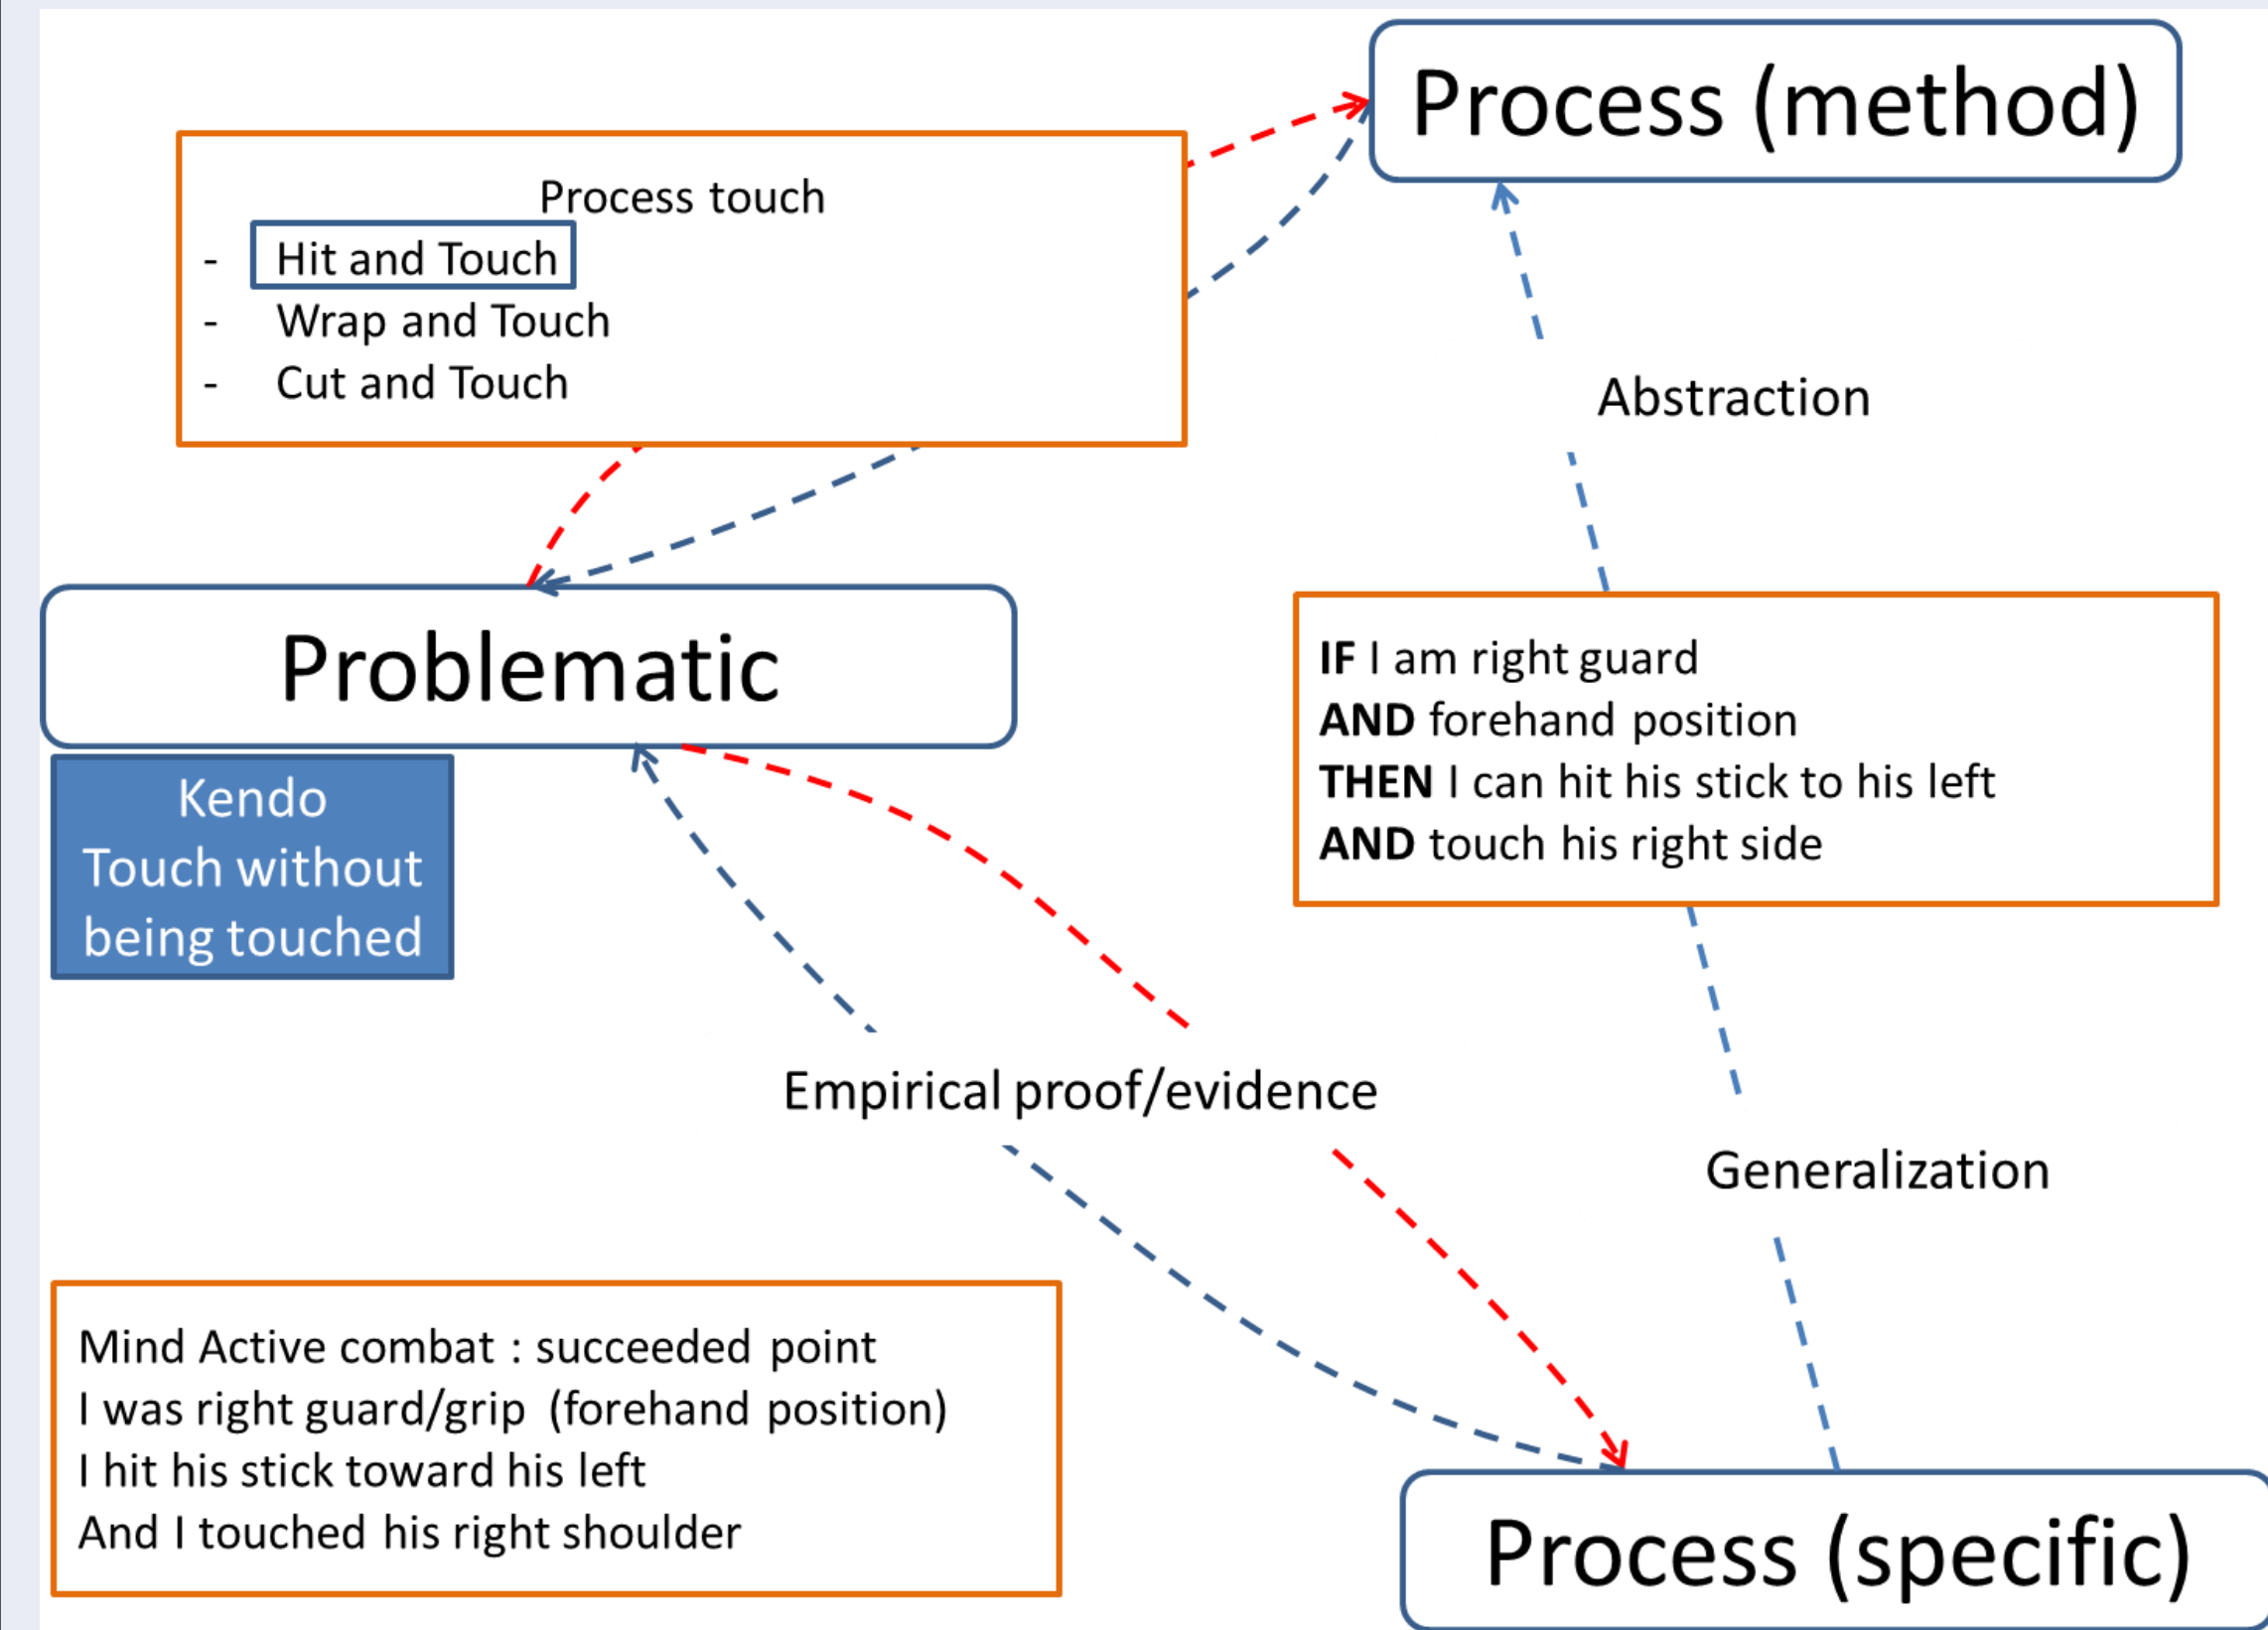 Process (method)
Process touch
- Hit and Touch
- Wrap and Touch
- Cut and Touch
Abstraction
Problematic
Kendo
Touch without
being touched
IF I am right guard
AND forehand position
THEN I can hit his stick to his left
AND touch his right side
Empirical proof/evidence
Generalization
Mind Active combat : succeeded point
I was right guard/grip (forehand position)
I hit his stick toward his left
And I touched his right shoulder
Process (specific)